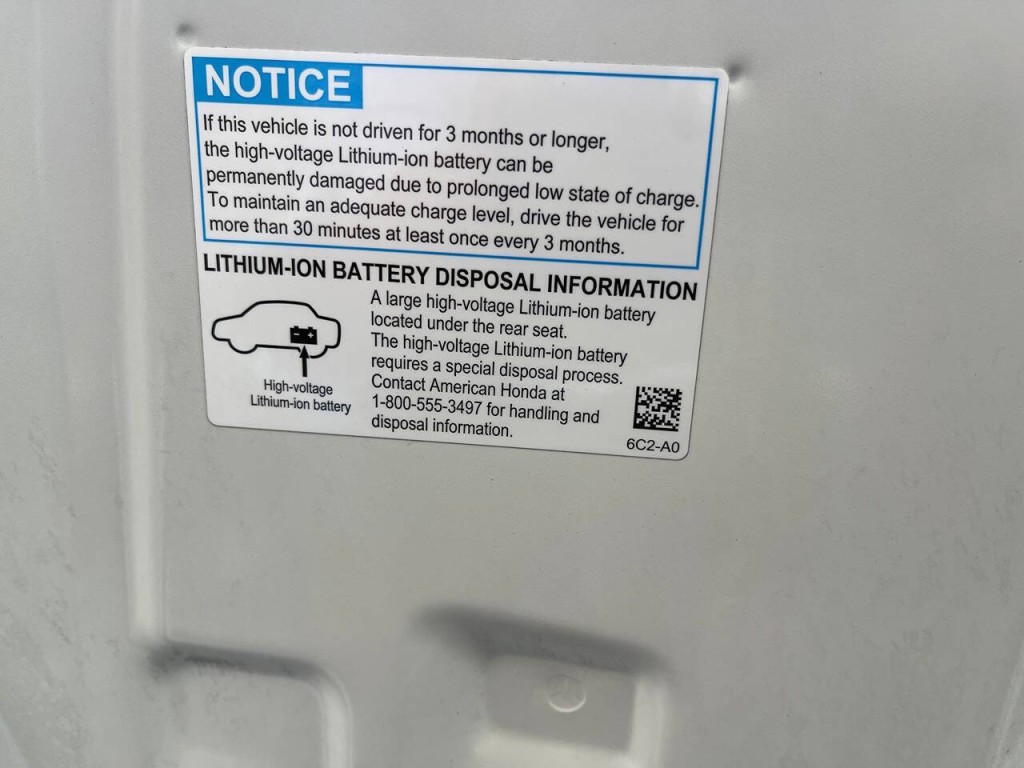 NOTICE
If this vehicle is not driven for 3 months or longer,
the high-voltage Lithium-ion battery can be
permanently damaged due to prolonged low state of charge.
To maintain an adequate charge level, drive the vehicle for
more than 30 minutes at least once every 3 months.
LITHIUM-ION BATTERY DISPOSAL INFORMATION
High-voltage
Lithium-ion battery
A large high-voltage Lithium-ion battery
located under the rear seat.
The high-voltage Lithium-ion battery
requires a special disposal process.
Contact American Honda at
1-800-555-3497 for handling and
disposal information.
6C2-A0